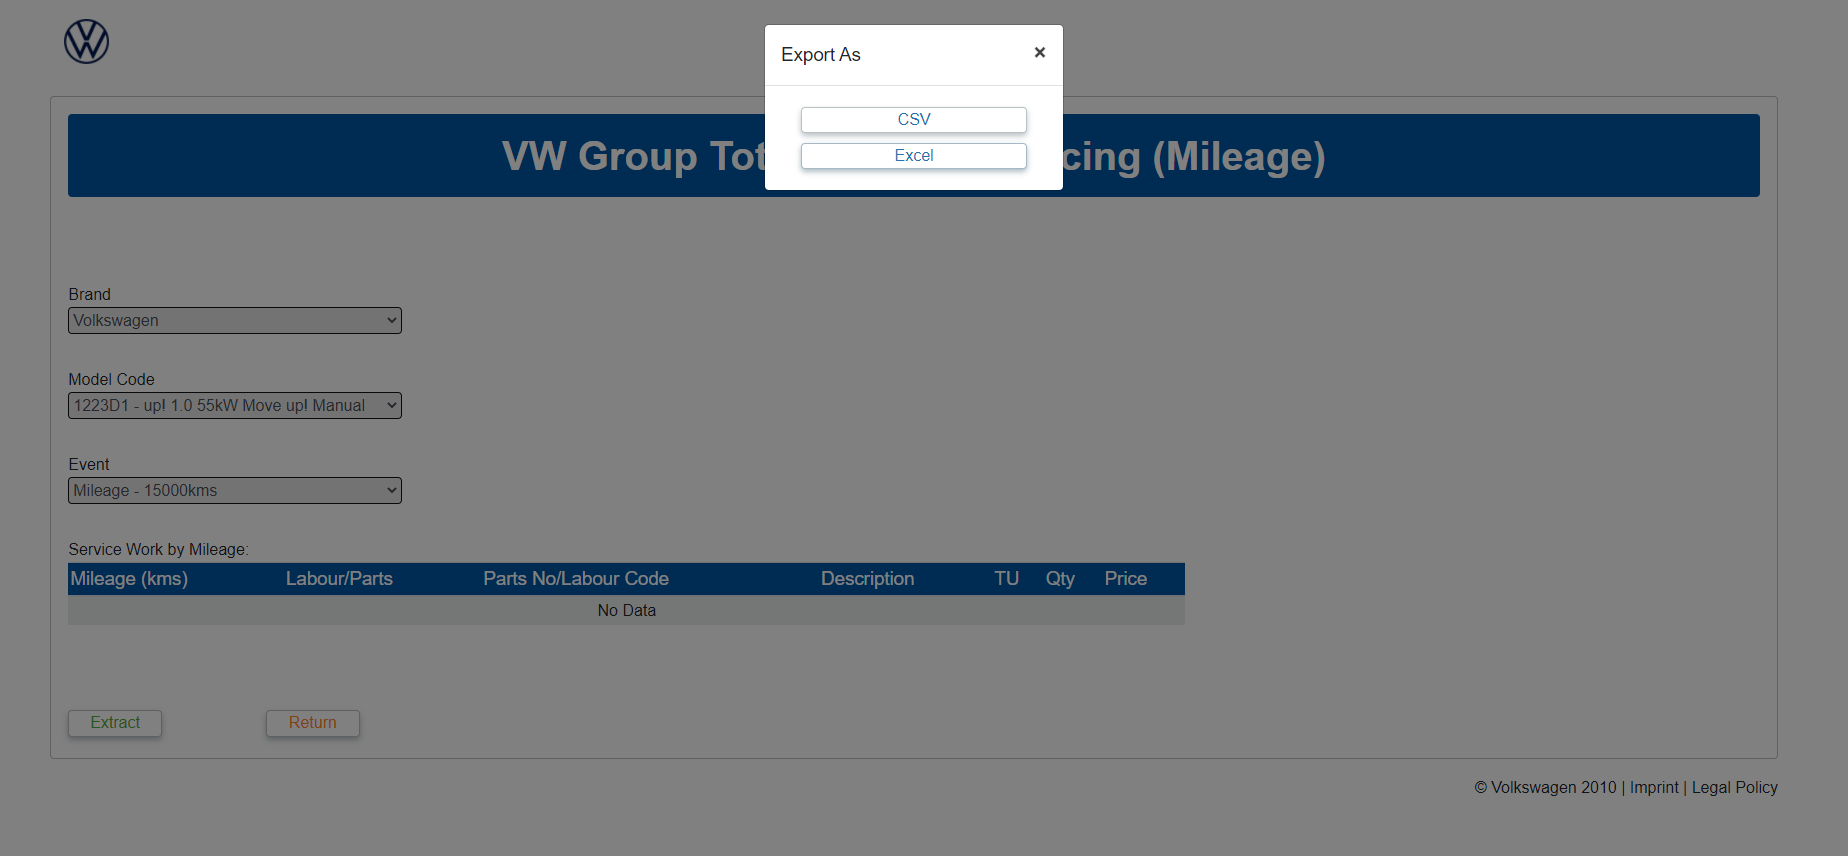 Export As ×
CSV
Excel
VW Group Tot cing (Mileage)
Brand
Volkswagen
Model Code
1223D1 - up! 1.0 55kW Move up! Manual
Event
Mileage - 15000kms
Service Work by Mileage:
Mileage (kms) Labour/Parts Parts No/Labour Code Description TU Qty Price
No Data
Extract Return
© Volkswagen 2010 | Imprint | Legal Policy